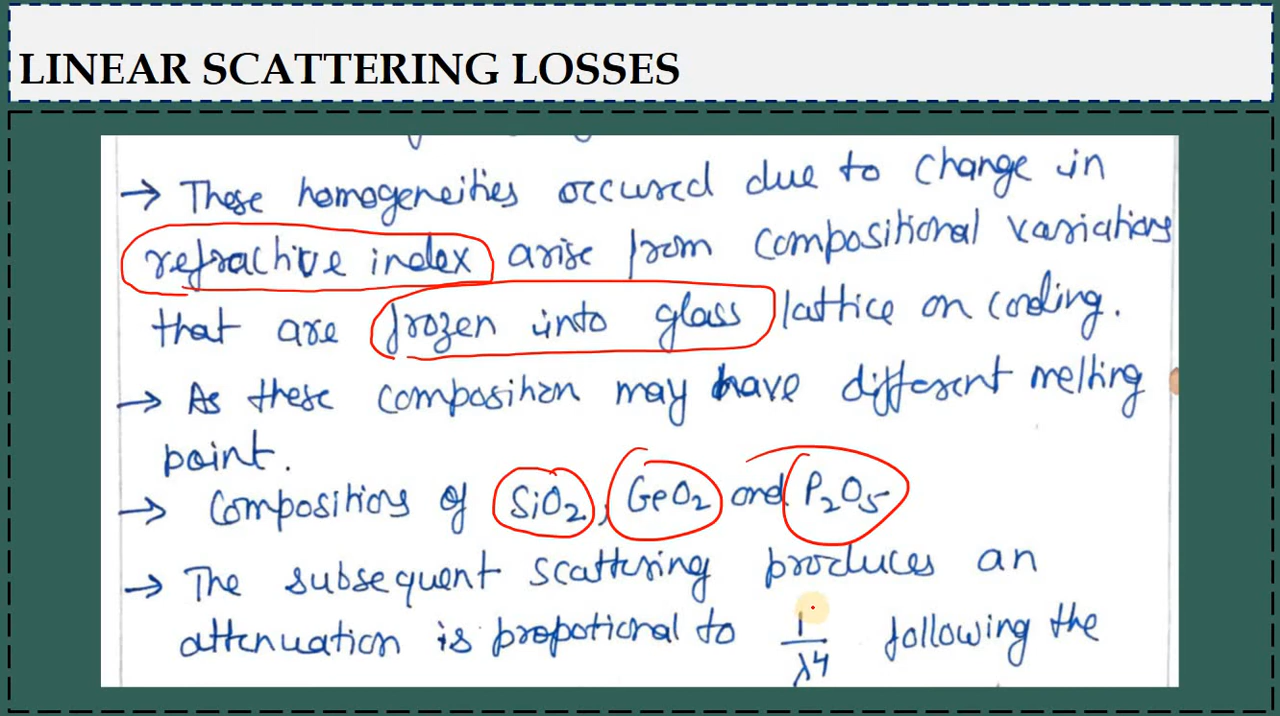 LINEAR SCATTERING LOSSES
→ These homogeneities occured due to change in
refractive index arise from compositional variations
that are frozen into glass lattice on cooling.
→ As these composition may have different melting
point.
→ Compositions of SiO₂, GeO₂ and P₂O₅
→ The subsequent scattering produces an
attenuation is propotional to 1/λ⁴ following the